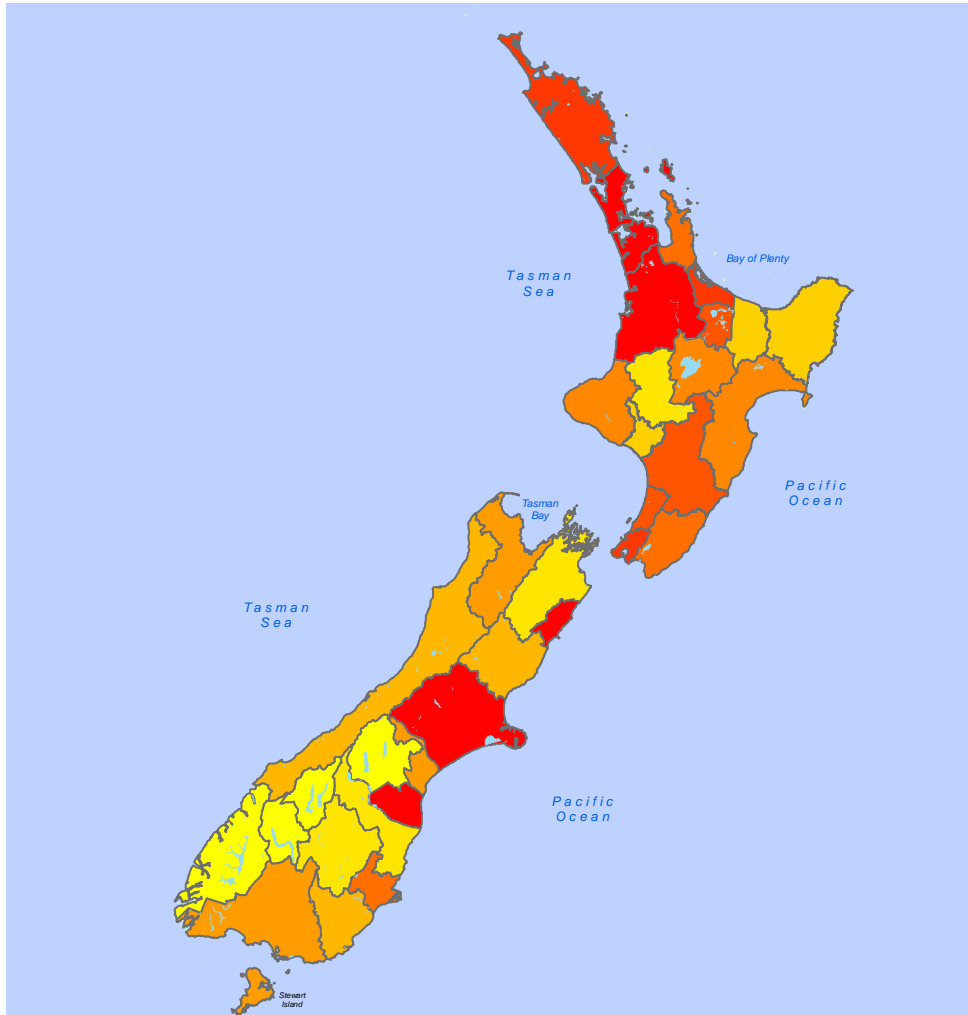 Bay of Plenty
Tasman
Sea
Pacific
Ocean
Tasman
Bay
Tasman
Sea
Pacific
Ocean
Stewart
Island